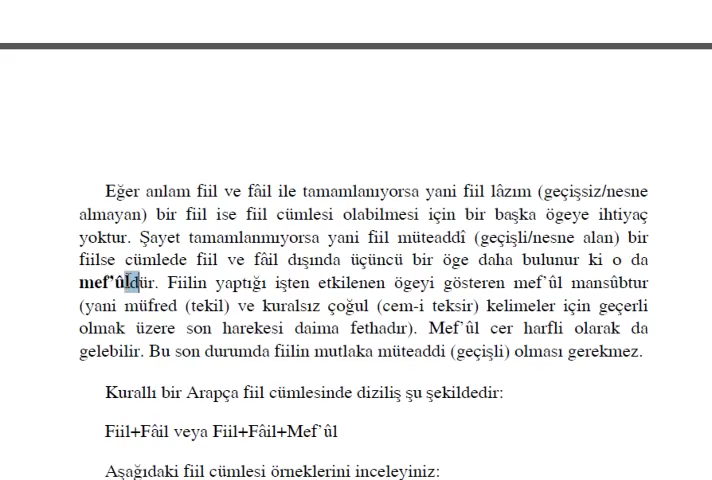 Eğer anlam fiil ve fâil ile tamamlanıyorsa yani fiil lâzım (geçişsiz/nesne
almayan) bir fiil ise fiil cümlesi olabilmesi için bir başka ögeye ihtiyaç
yoktur. Şayet tamamlanmıyorsa yani fiil müteaddî (geçişli/nesne alan) bir
fiilse cümlede fiil ve fâil dışında üçüncü bir öge daha bulunur ki o da
mef’ûldür. Fiilin yaptığı işten etkilenen ögeyi gösteren mef`ûl mansûbtur
(yani müfred (tekil) ve kuralsız çoğul (cem-i teksir) kelimeler için geçerli
olmak üzere son harekesi daima fethadır). Mef`ûl cer harfli olarak da
gelebilir. Bu son durumda fiilin mutlaka müteaddi (geçişli) olması gerekmez.
Kurallı bir Arapça fiil cümlesinde diziliş şu şekildedir:
Fiil+Fâil veya Fiil+Fâil+Mef`ûl
Aşağıdaki fiil cümlesi örneklerini inceleyiniz: